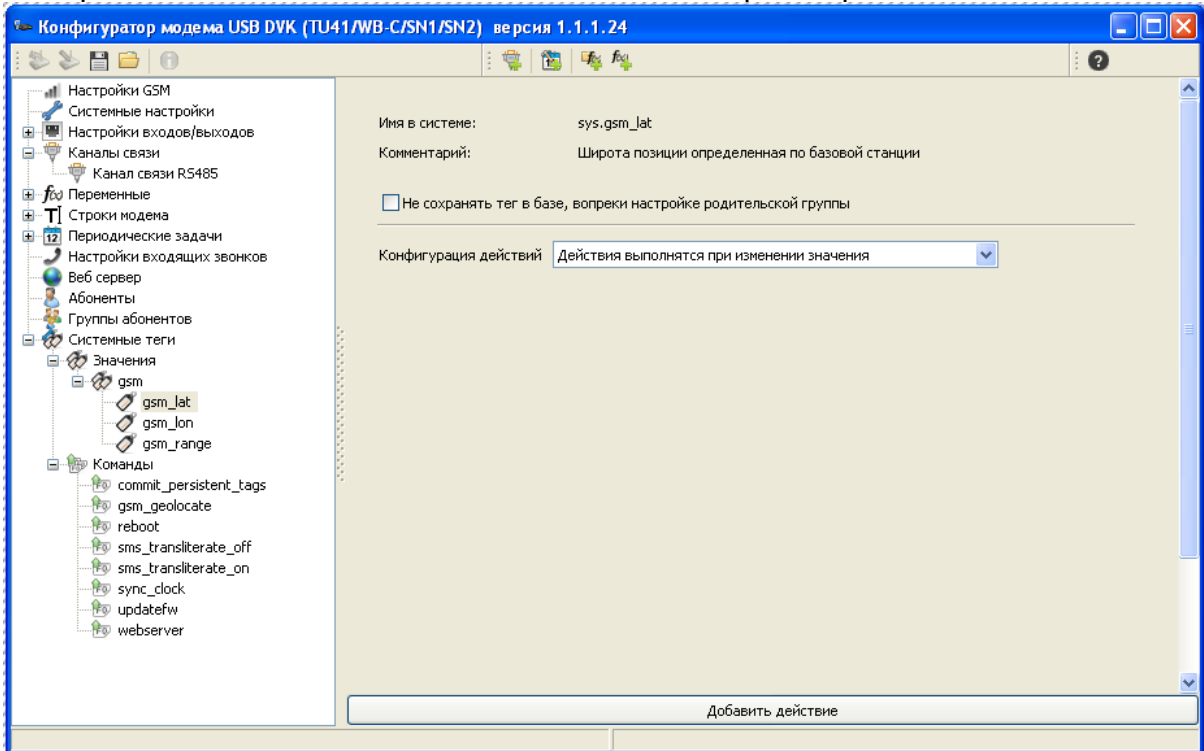 Конфигуратор модема USB DVK (TU41/WB-C/SN1/SN2) версия 1.1.1.24
Настройки GSM
Системные настройки
Настройки входов/выходов
Каналы связи
Канал связи RS485
f(x) Переменные
T Строки модема
12 Периодические задачи
Настройки входящих звонков
Веб сервер
Абоненты
Группы абонентов
Системные теги
Значения
gsm
gsm_lat
gsm_lon
gsm_range
Команды
commit_persistent_tags
gsm_geolocate
reboot
sms_transliterate_off
sms_transliterate_on
sync_clock
updatefw
webserver
Имя в системе: sys.gsm_lat
Комментарий: Широта позиции определенная по базовой станции
Не сохранять тег в базе, вопреки настройке родительской группы
Конфигурация действий Действия выполнятся при изменении значения
Добавить действие